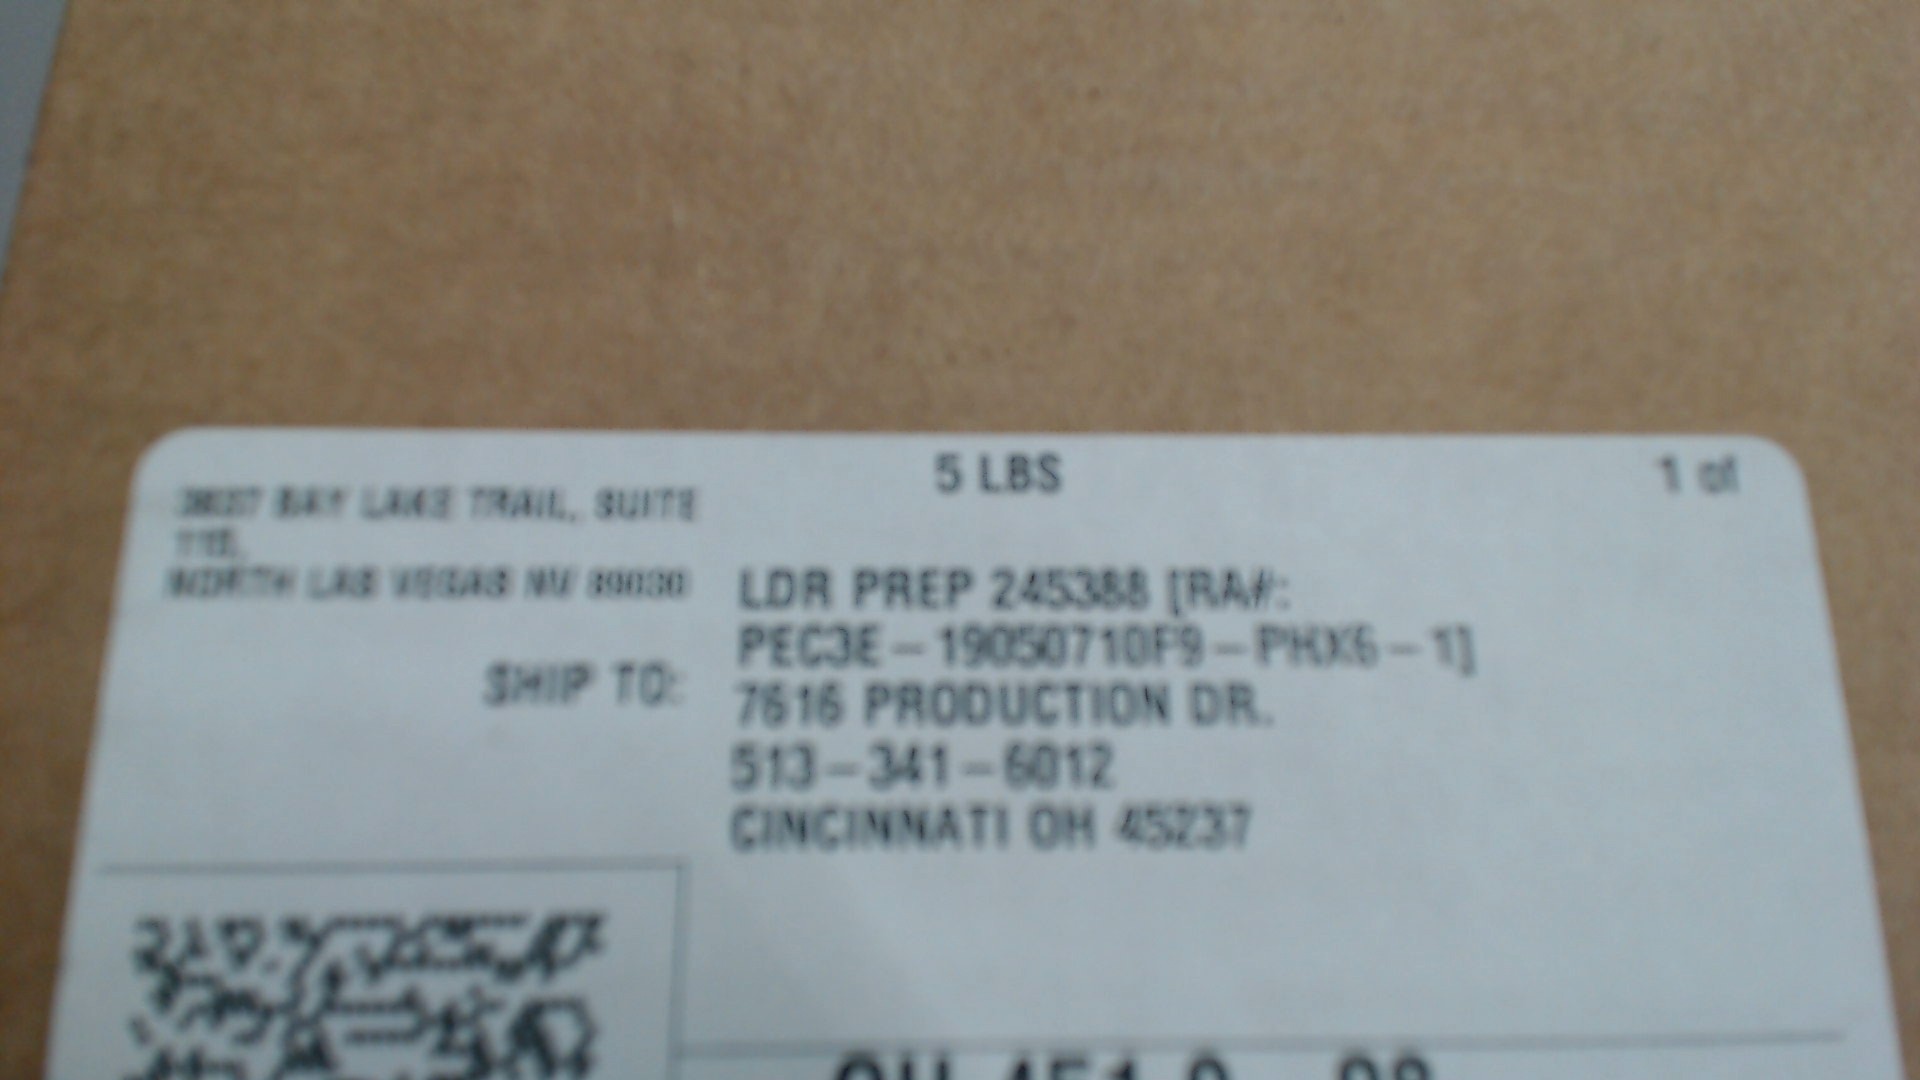 5 LBS
1 of
BAY LAKE TRAIL, SUITE
NORTH LAS VEGAS NV 89030
LDR PREP 245388 [RA#:
PEC3E-19050710F9-PHX6-1]
SHIP TO:
7616 PRODUCTION DR.
513-341-6012
CINCINNATI OH 45237